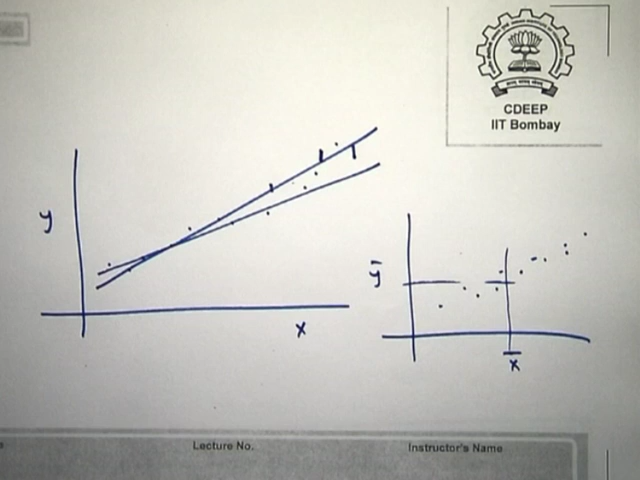 CDEEP
IIT Bombay
y
x
y̅
x̅
Lecture No.
Instructor's Name